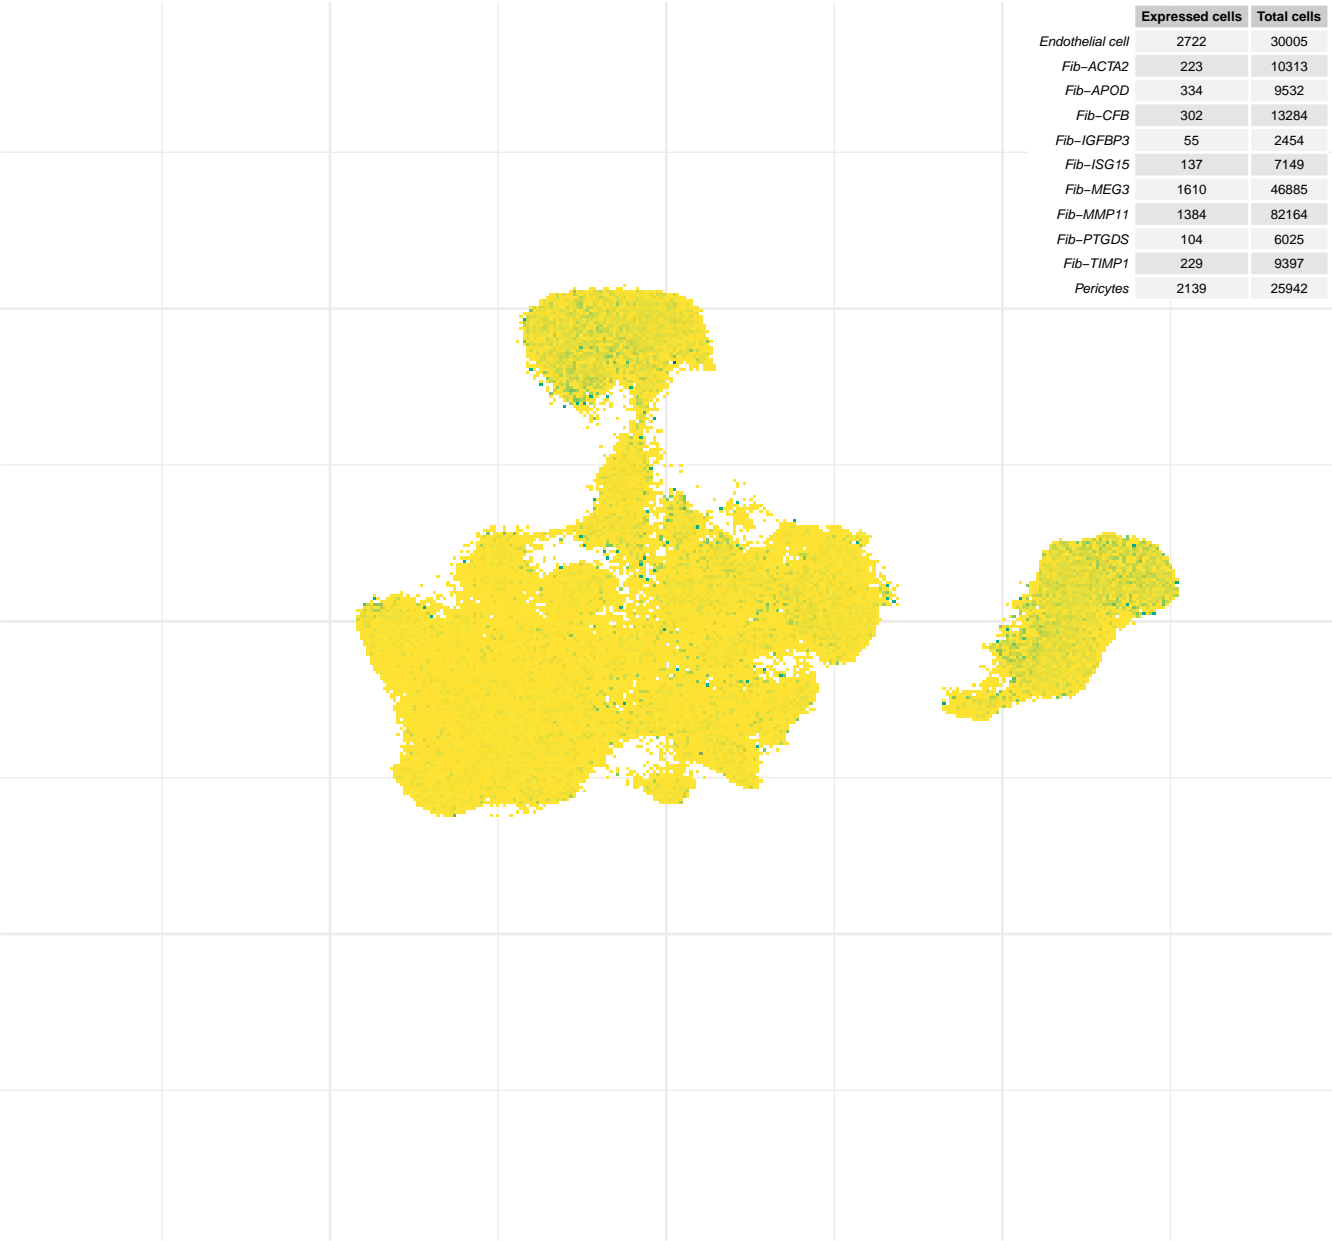 Expressed cells Total cells
Endothelial cell 2722 30005
Fib−ACTA2 223 10313
Fib−APOD 334 9532
Fib−CFB 302 13284
Fib−IGFBP3 55 2454
Fib−ISG15 137 7149
Fib−MEG3 1610 46885
Fib−MMP11 1384 82164
Fib−PTGDS 104 6025
Fib−TIMP1 229 9397
Pericytes 2139 25942